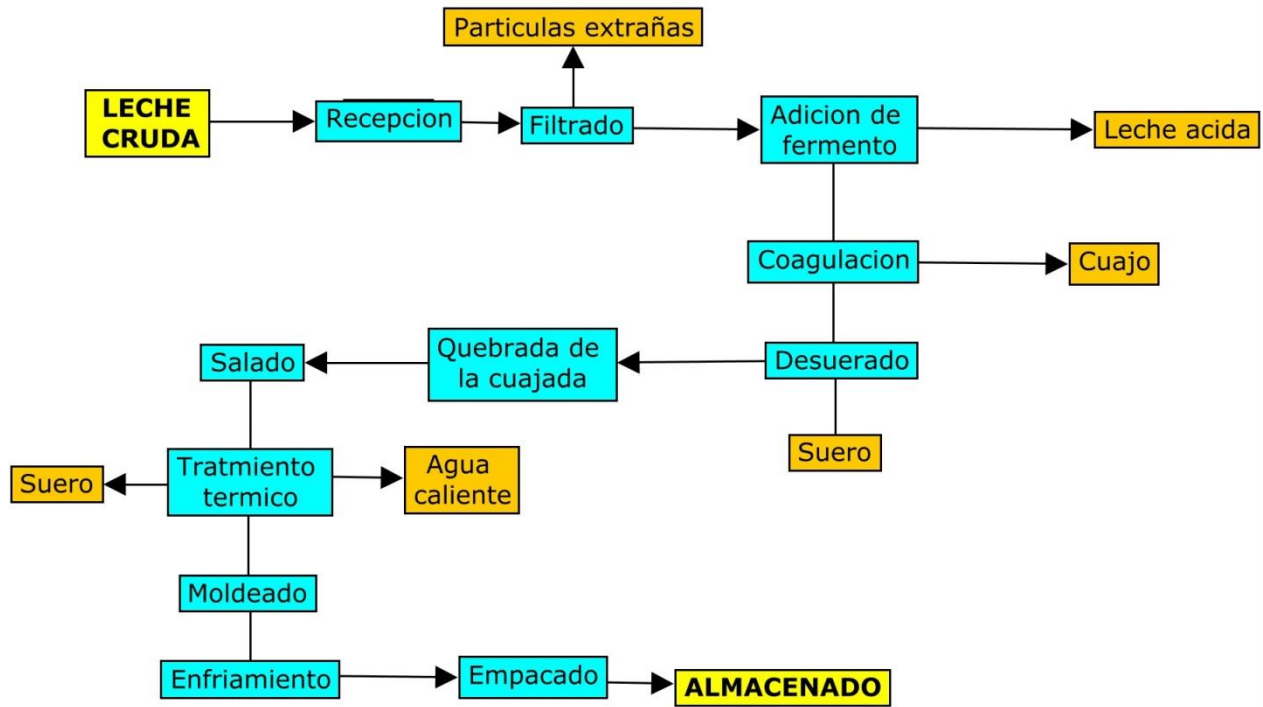 Particulas extrañas
LECHE
CRUDA
Recepcion
Filtrado
Adicion de
fermento
Leche acida
Coagulacion
Cuajo
Salado
Quebrada de
la cuajada
Desuerado
Suero
Suero
Tratmiento
termico
Agua
caliente
Moldeado
Enfriamiento
Empacado
ALMACENADO